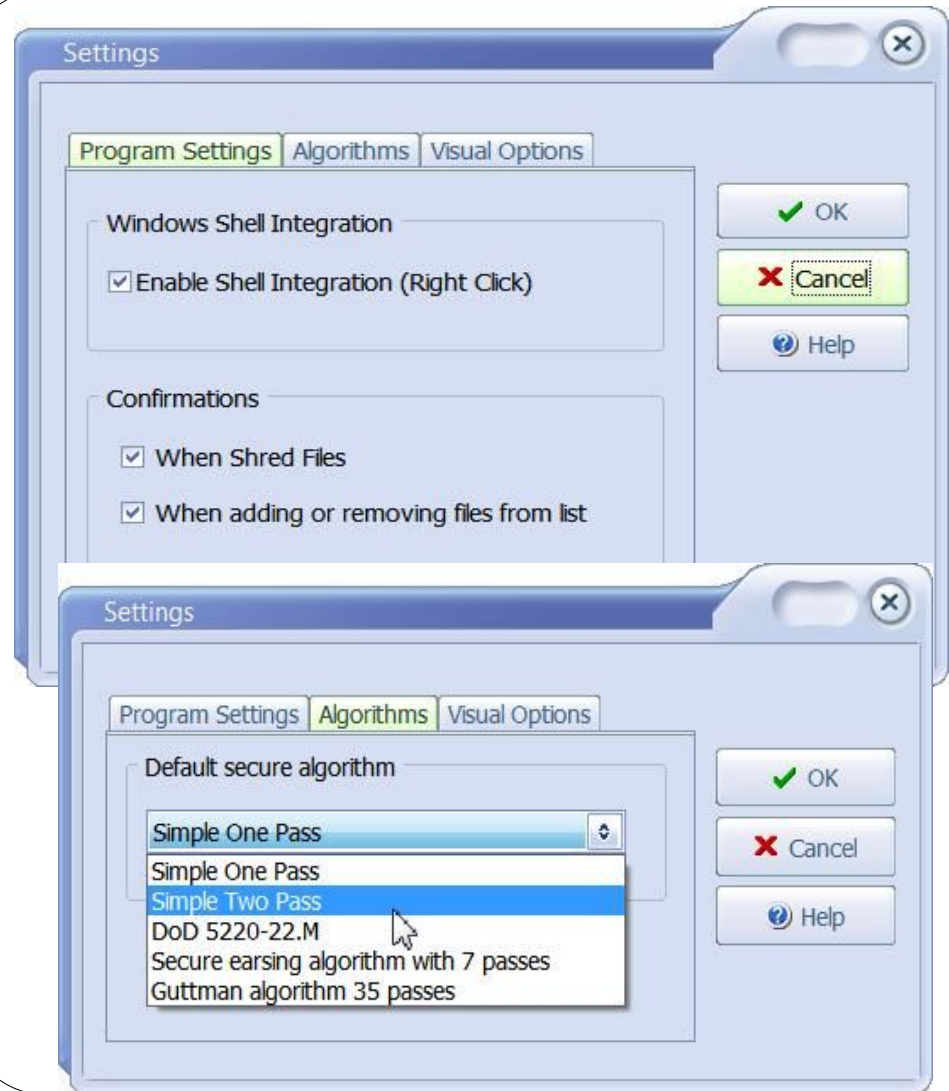 Settings
Program Settings Algorithms Visual Options
Windows Shell Integration
Enable Shell Integration (Right Click)
OK
Cancel
Help
Confirmations
When Shred Files
When adding or removing files from list
Settings
Program Settings Algorithms Visual Options
Default secure algorithm
Simple One Pass
Simple One Pass
Simple Two Pass
DoD 5220-22.M
Secure earsing algorithm with 7 passes
Guttman algorithm 35 passes
OK
Cancel
Help